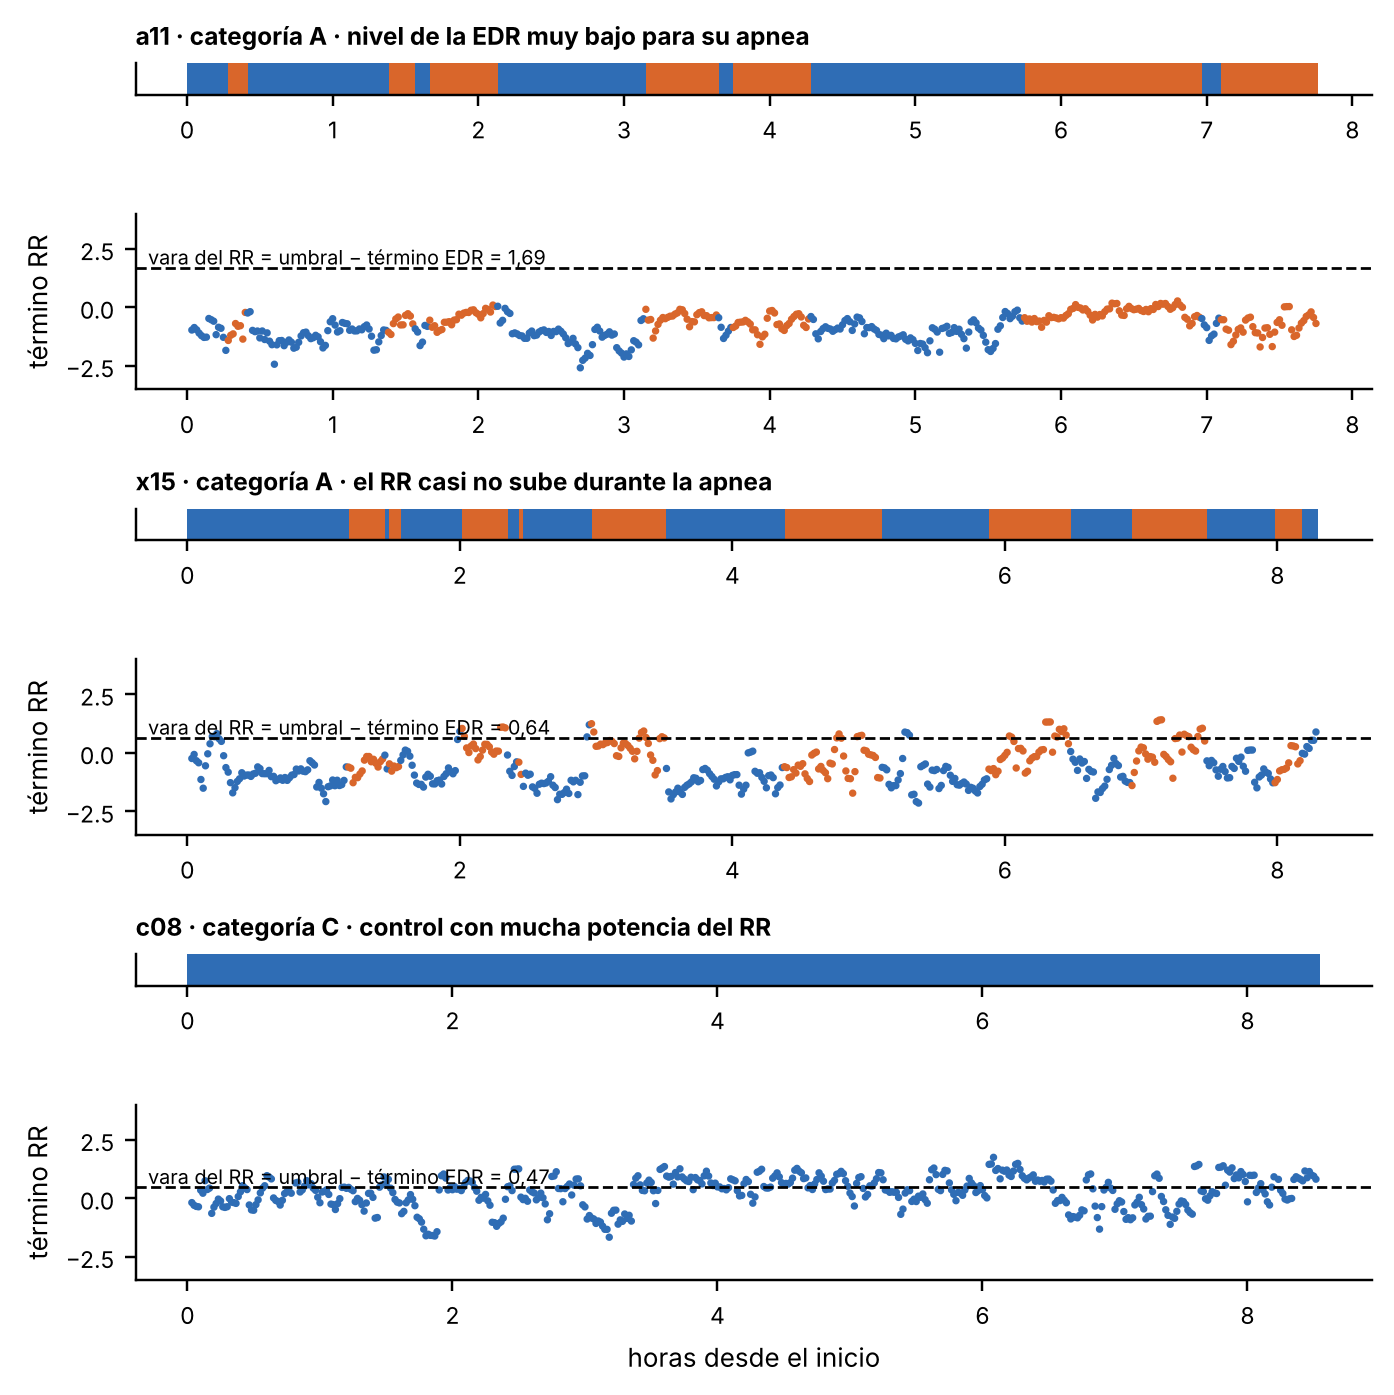 a11 · categoría A · nivel de la EDR muy bajo para su apnea
0 1 2 3 4 5 6 7 8
término RR
2.5
0.0
−2.5
vara del RR = umbral − término EDR = 1,69
0 1 2 3 4 5 6 7 8
x15 · categoría A · el RR casi no sube durante la apnea
0 2 4 6 8
término RR
2.5
0.0
−2.5
vara del RR = umbral − término EDR = 0,64
0 2 4 6 8
c08 · categoría C · control con mucha potencia del RR
0 2 4 6 8
término RR
2.5
0.0
−2.5
vara del RR = umbral − término EDR = 0,47
0 2 4 6 8
horas desde el inicio